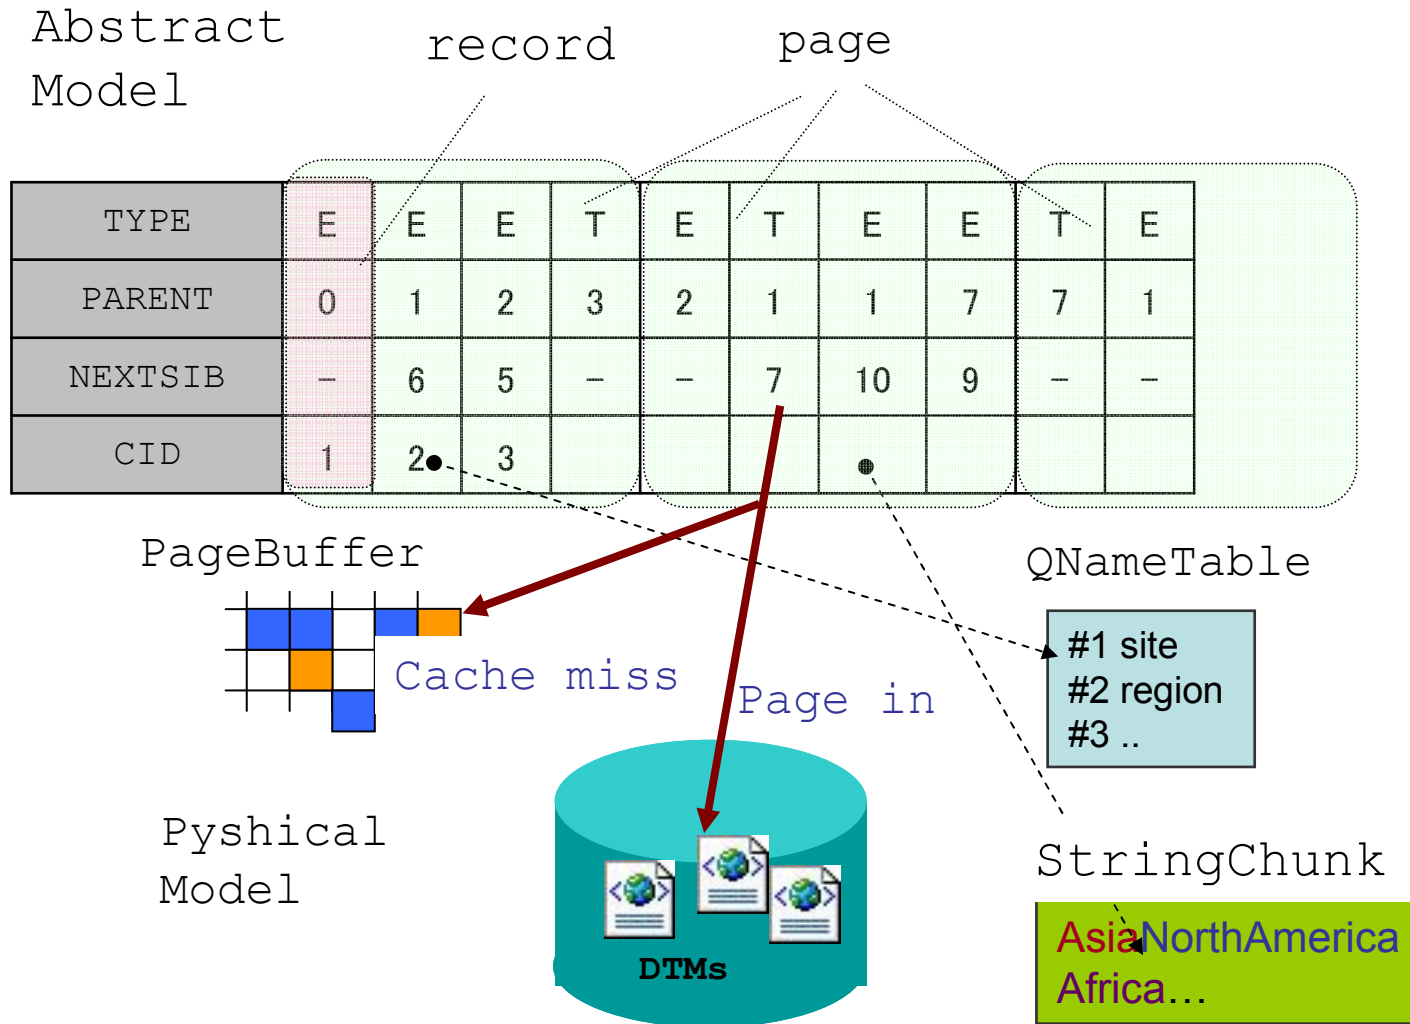 Abstract
Model
record
page
TYPE E E E T E T E E T E
PARENT 0 1 2 3 2 1 1 7 7 1
NEXTSIB – 6 5 – – 7 10 9 – –
CID 1 2 3
PageBuffer
QNameTable
#1 site
#2 region
#3 ..
Cache miss
Page in
Pyshical
Model
DTMs
StringChunk
AsiaNorthAmerica
Africa…